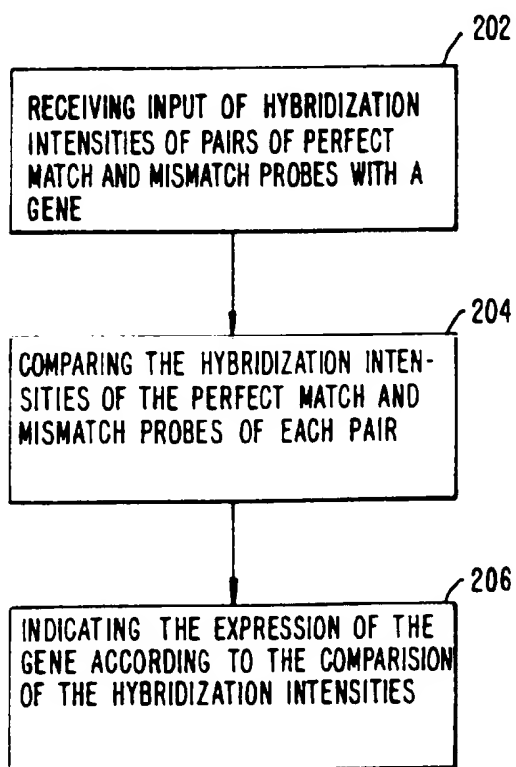 202
RECEIVING INPUT OF HYBRIDIZATION
INTENSITIES OF PAIRS OF PERFECT
MATCH AND MISMATCH PROBES WITH A
GENE
204
COMPARING THE HYBRIDIZATION INTEN-
SITIES OF THE PERFECT MATCH AND
MISMATCH PROBES OF EACH PAIR
206
INDICATING THE EXPRESSION OF THE
GENE ACCORDING TO THE COMPARISION
OF THE HYBRIDIZATION INTENSITIES